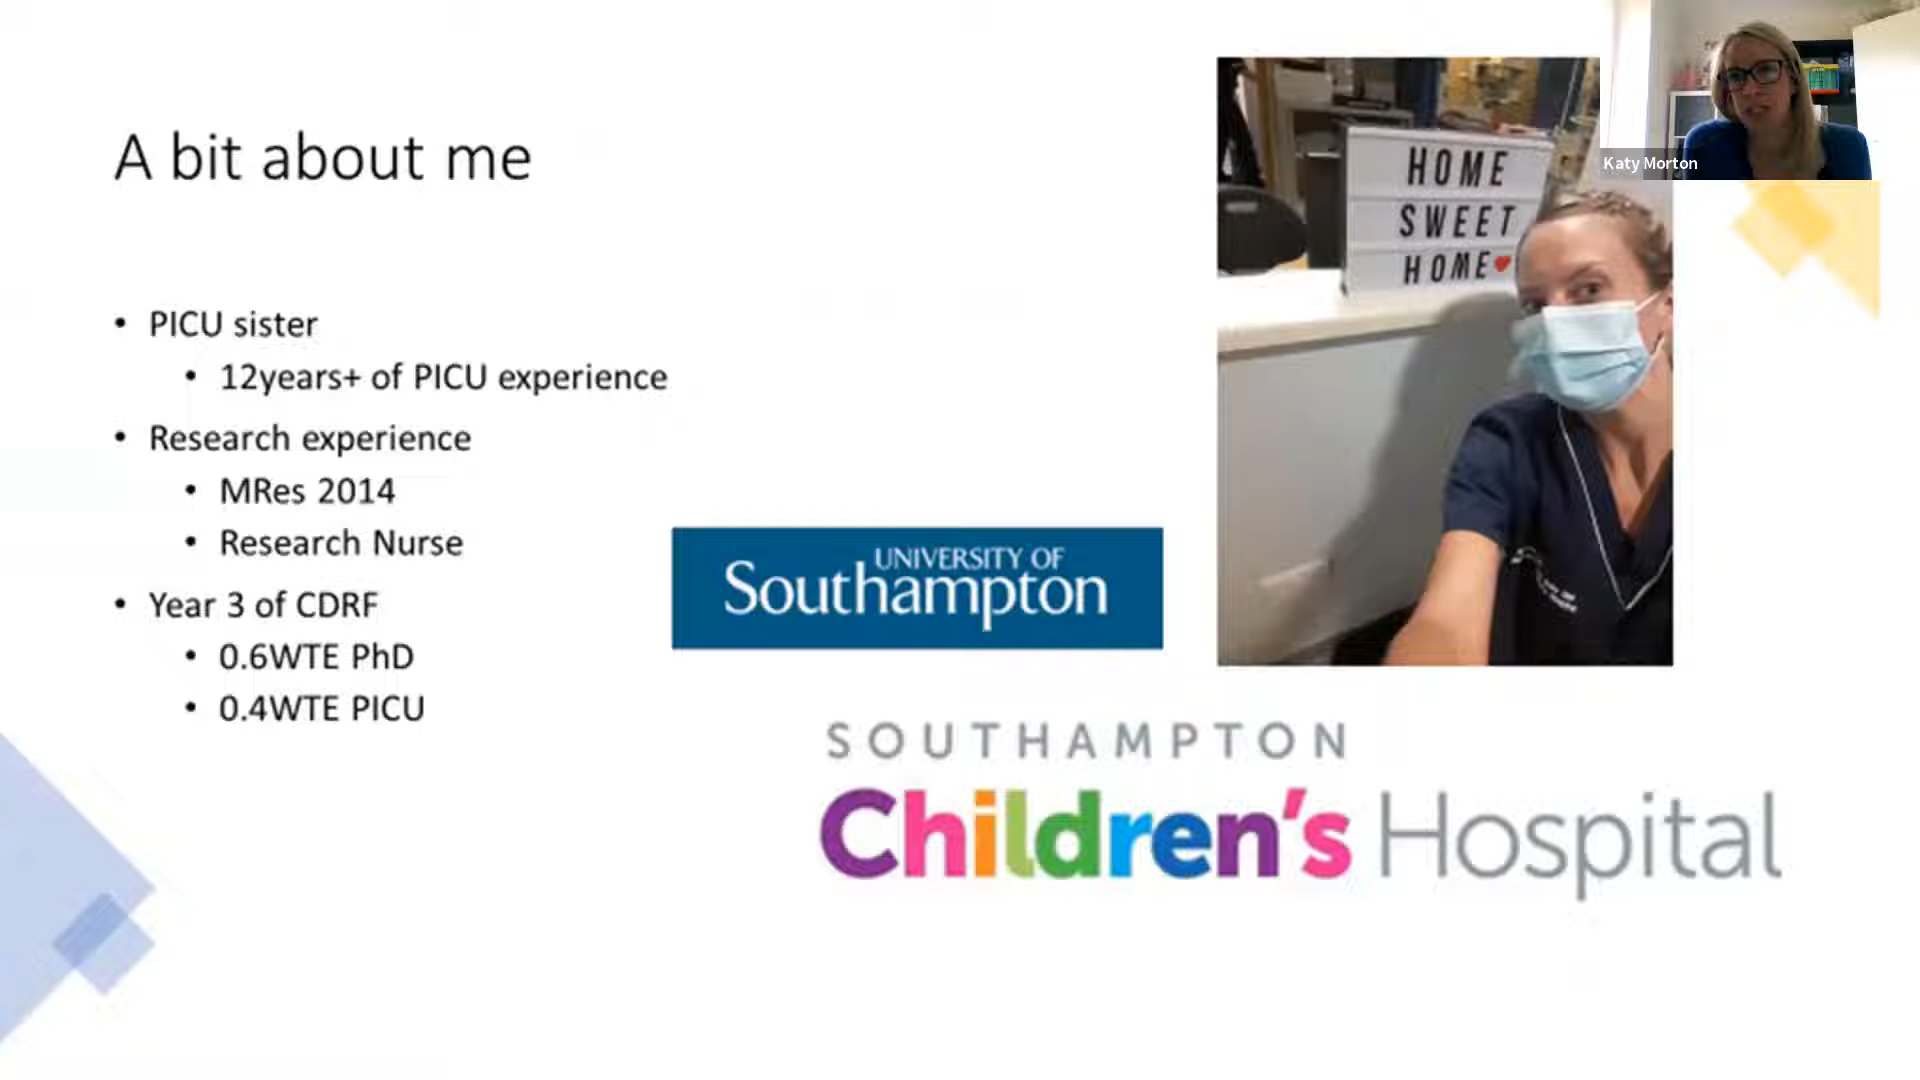 A bit about me
• PICU sister
• 12years+ of PICU experience
• Research experience
• MRes 2014
• Research Nurse
• Year 3 of CDRF
• 0.6WTE PhD
• 0.4WTE PICU
UNIVERSITY OF
Southampton
HOME
SWEET
HOME
Katy Morton
SOUTHAMPTON
Children's Hospital